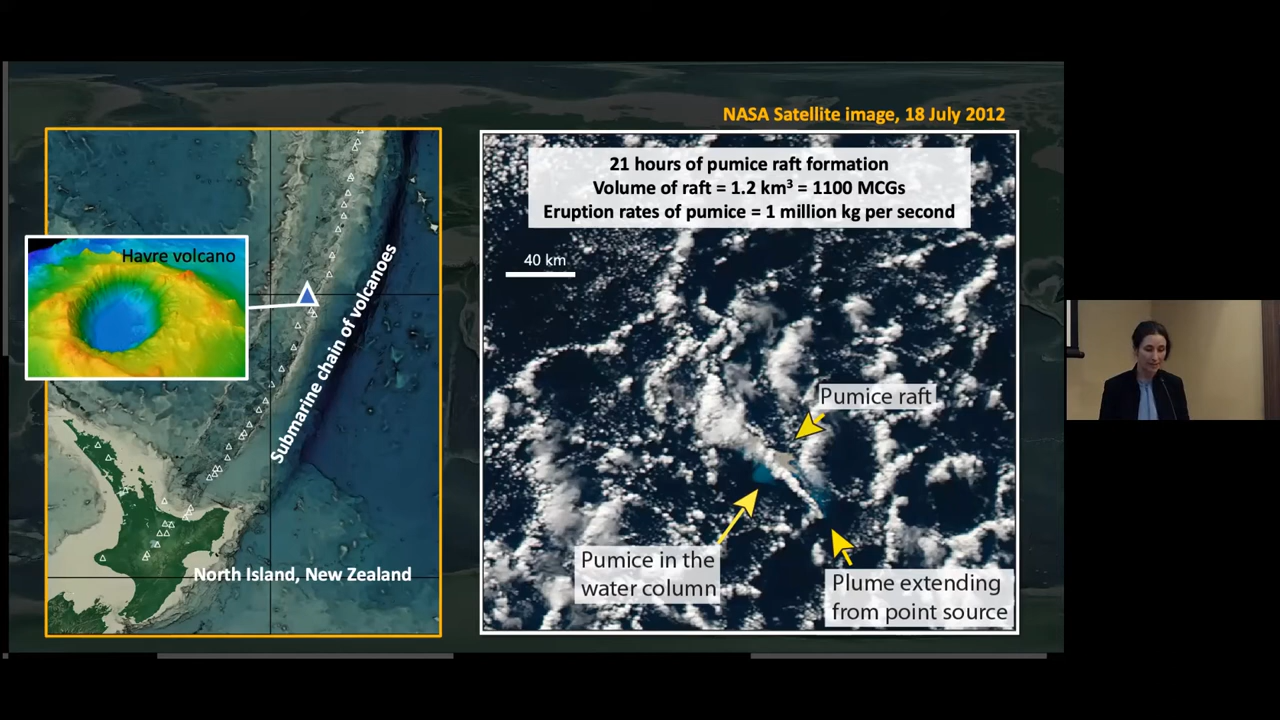 NASA Satellite image, 18 July 2012
Havre volcano
Submarine chain of volcanoes
North Island, New Zealand
21 hours of pumice raft formation
Volume of raft = 1.2 km³ = 1100 MCGs
Eruption rates of pumice = 1 million kg per second
40 km
Pumice raft
Pumice in the
water column
Plume extending
from point source